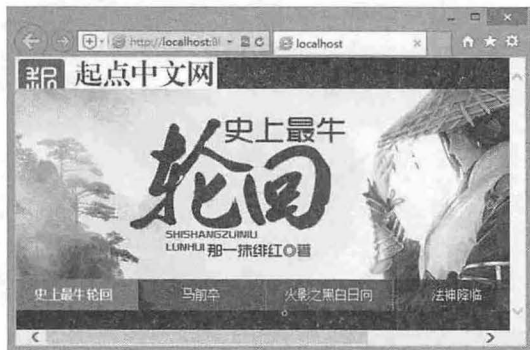 http://localhost:8
localhost
起点中文网
史上最牛
轮回
SHISHANGZUINIU
LUNHUI 那一抹绯红◎著
史上最牛轮回 马前卒 火影之黑白日向 法神降临